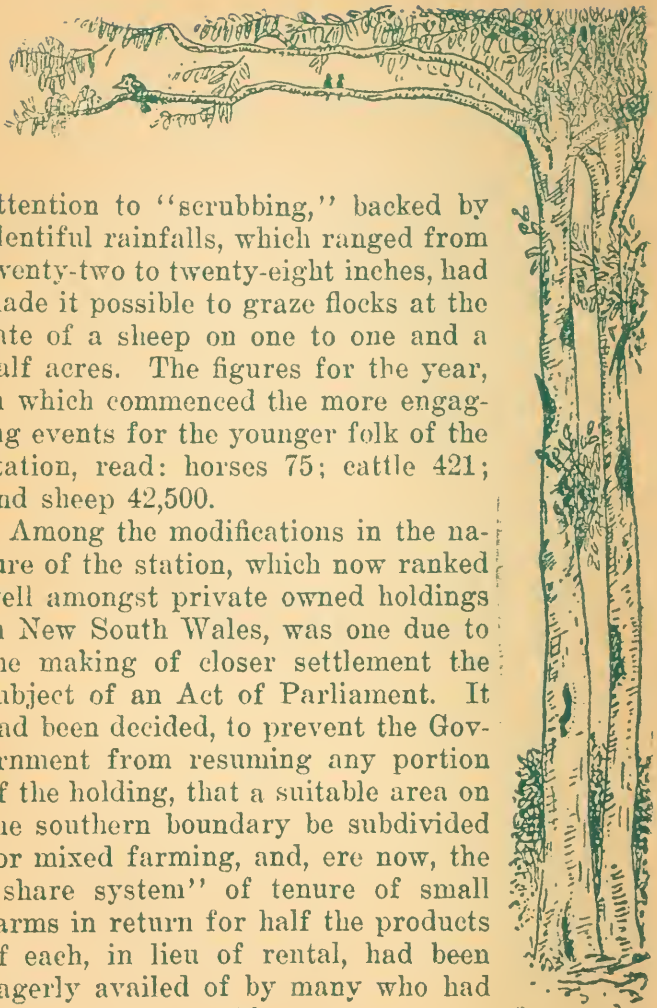 ttention to "scrubbing," backed by
lentiful rainfalls, which ranged from
venty-two to twenty-eight inches, had
ade it possible to graze flocks at the
ate of a sheep on one to one and a
alf acres. The figures for the year,
which commenced the more engag-
ng events for the younger folk of the
tation, read: horses 75; cattle 421;
nd sheep 42,500.
Among the modifications in the na-
ure of the station, which now ranked
ell amongst private owned holdings
New South Wales, was one due to
e making of closer settlement the
bject of an Act of Parliament. It
ad been decided, to prevent the Gov-
rnment from resuming any portion
f the holding, that a suitable area on
e southern boundary be subdivided
or mixed farming, and, ere now, the
share system" of tenure of small
arms in return for half the products
f each, in lieu of rental, had been
agerly availed of by many who had